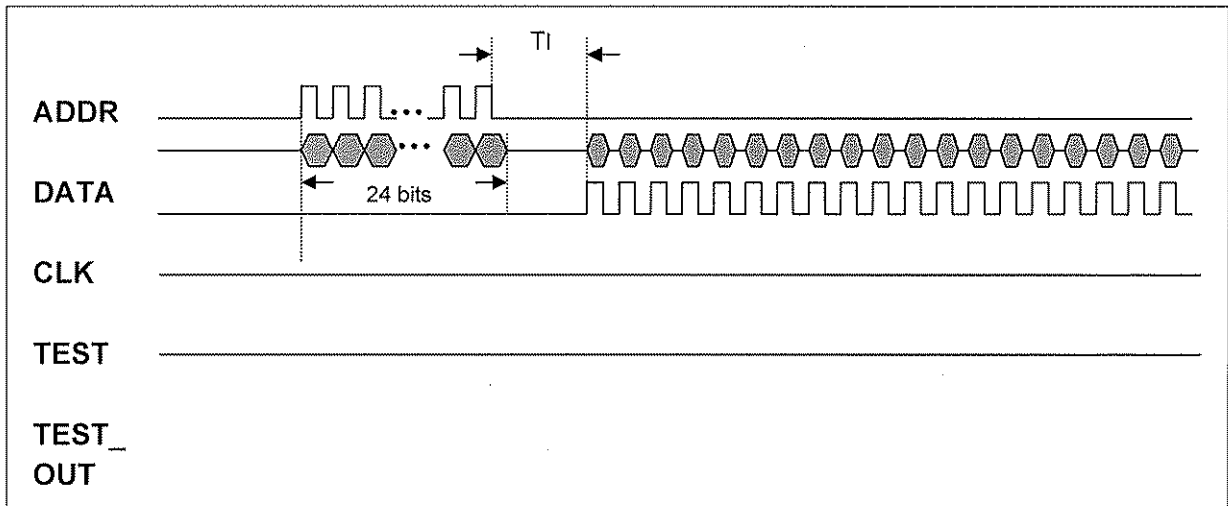 TI
ADDR
24 bits
DATA
CLK
TEST
TEST_
OUT